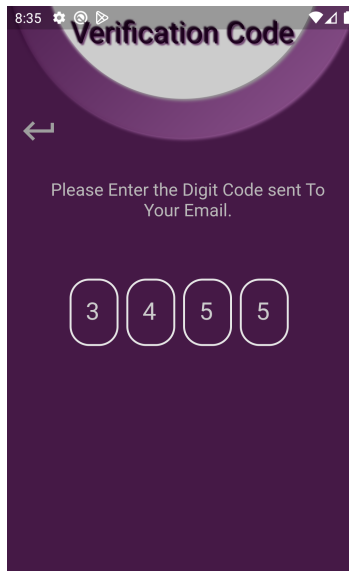 8:35
Verification Code
Please Enter the Digit Code sent To
Your Email.
3 4 5 5